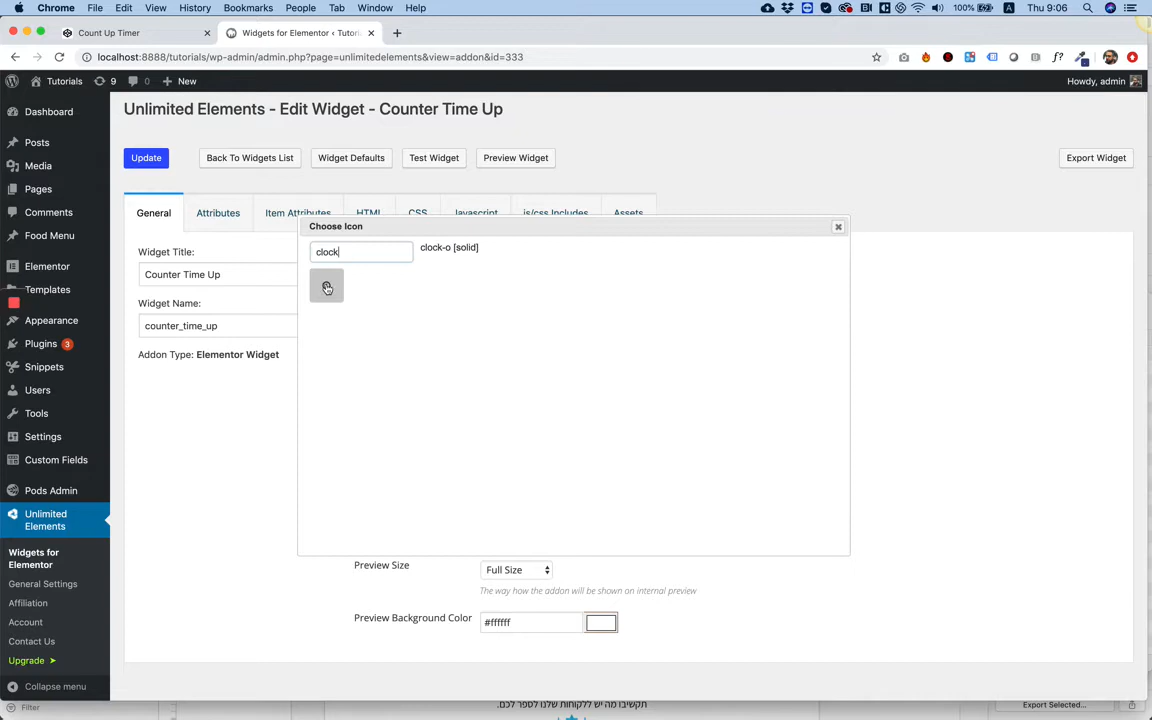 Chrome File Edit View History Bookmarks People Tab Window Help 100% Thu 9:06
Count Up Timer
Widgets for Elementor ‹ Tutori
localhost:8888/tutorials/wp-admin/admin.php?page=unlimitedelements&view=addon&id=333
Tutorials 9 0 New Howdy, admin
Dashboard
Posts
Media
Pages
Comments
Food Menu
Elementor
Templates
Appearance
Plugins 3
Snippets
Users
Tools
Settings
Custom Fields
Pods Admin
Unlimited
Elements
Widgets for
Elementor
General Settings
Affiliation
Account
Contact Us
Upgrade ➤
Collapse menu
Unlimited Elements - Edit Widget - Counter Time Up
Update Back To Widgets List Widget Defaults Test Widget Preview Widget Export Widget
General Attributes Item Attributes HTML CSS Javascript js/css Includes Assets
Widget Title:
Counter Time Up
Widget Name:
counter_time_up
Addon Type: Elementor Widget
Choose Icon
clock
clock-o [solid]
Preview Size Full Size
The way how the addon will be shown on internal preview
Preview Background Color #ffffff
Filter
תקשיבו מה יש ללקוחות שלנו לספר לכם.
Export Selected...